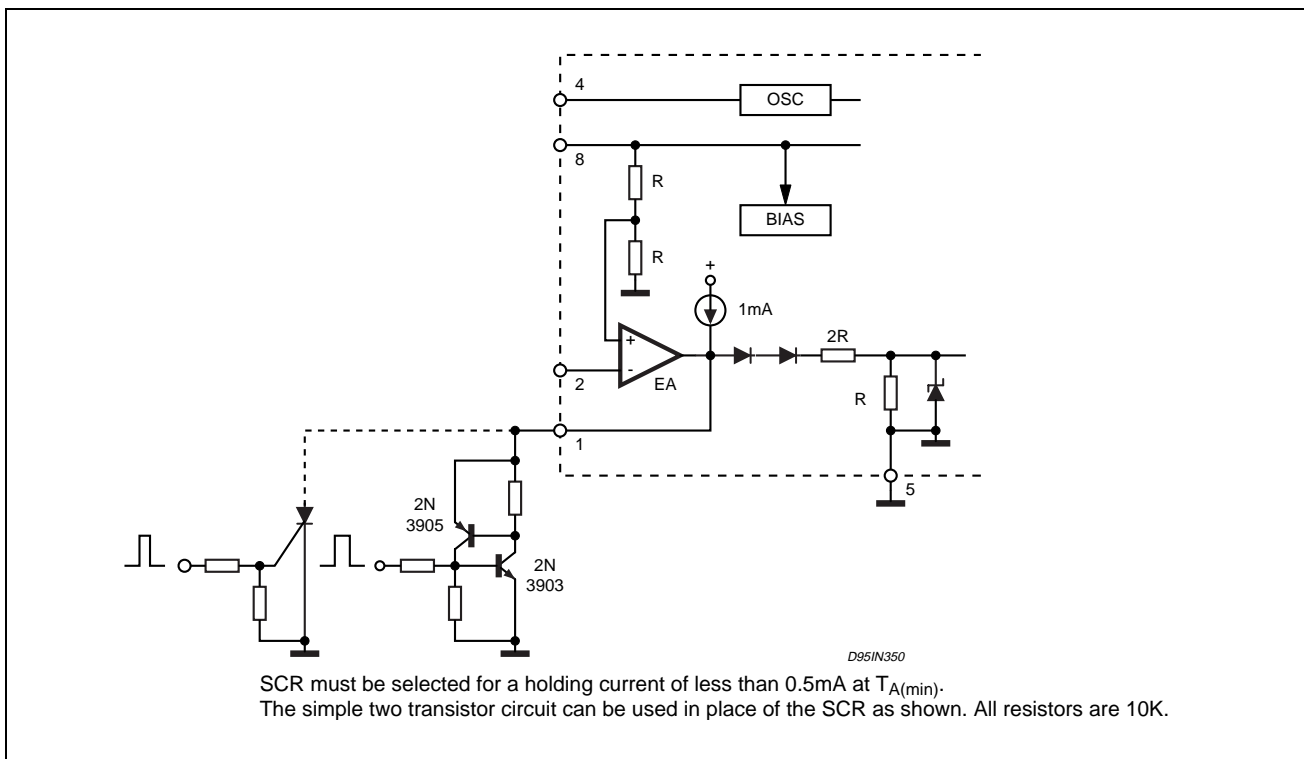 4
OSC
8
R
BIAS
R
+
1mA
2R
+
-
EA
2
R
1
5
2N
3905
2N
3903
D95IN350
SCR must be selected for a holding current of less than 0.5mA at TA(min).
The simple two transistor circuit can be used in place of the SCR as shown. All resistors are 10K.